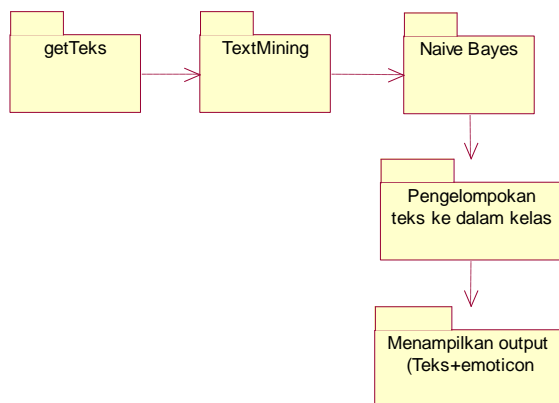 getTeks
TextMining
Naive Bayes
Pengelompokan
teks ke dalam kelas
Menampilkan output
(Teks+emoticon